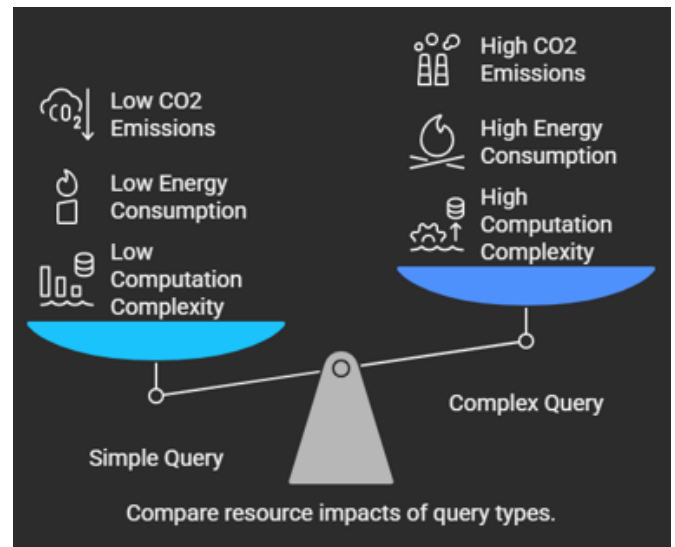 Low CO2
Emissions
Low Energy
Consumption
Low
Computation
Complexity
Simple Query
High CO2
Emissions
High Energy
Consumption
High
Computation
Complexity
Complex Query
Compare resource impacts of query types.
CO2